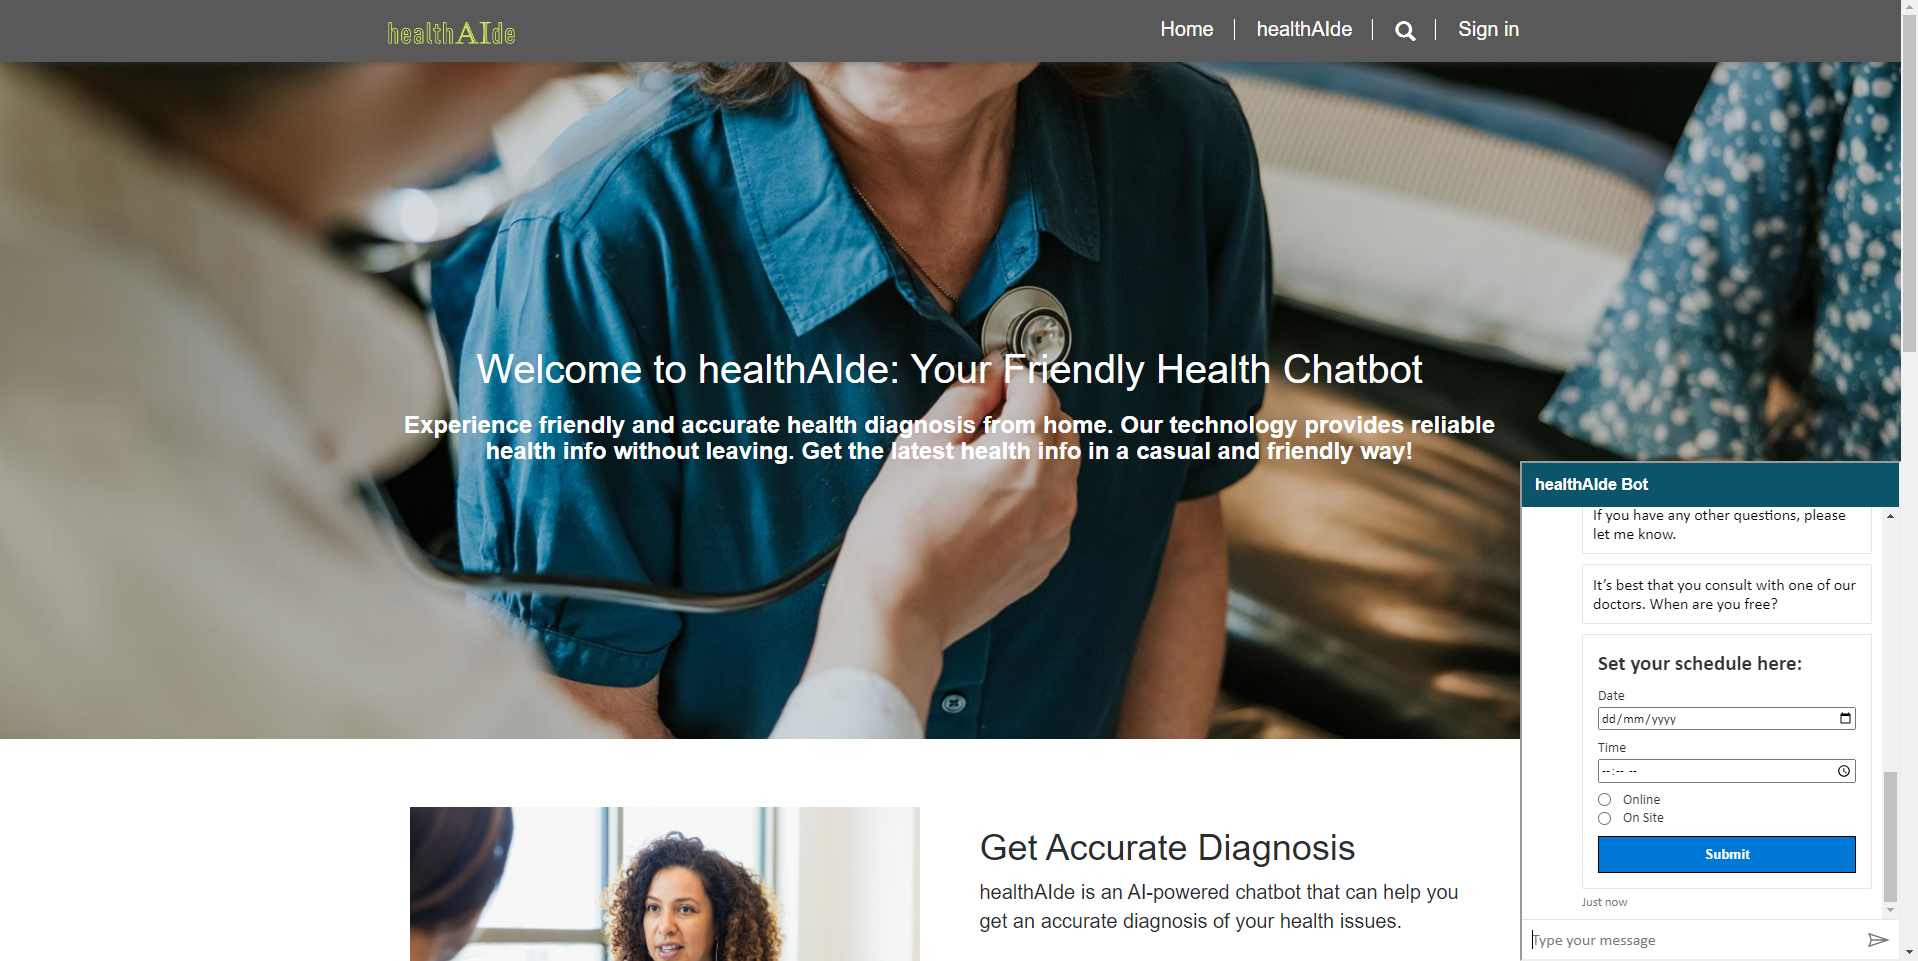 healthAIde
Home
healthAIde
Sign in
Welcome to healthAIde: Your Friendly Health Chatbot
Experience friendly and accurate health diagnosis from home. Our technology provides reliable
health info without leaving. Get the latest health info in a casual and friendly way!
Get Accurate Diagnosis
healthAIde is an AI-powered chatbot that can help you
get an accurate diagnosis of your health issues.
healthAIde Bot
If you have any other questions, please
let me know.
It’s best that you consult with one of our
doctors. When are you free?
Set your schedule here:
Date
dd/mm/yyyy
Time
--:-- --
Online
On Site
Submit
Just now
Type your message